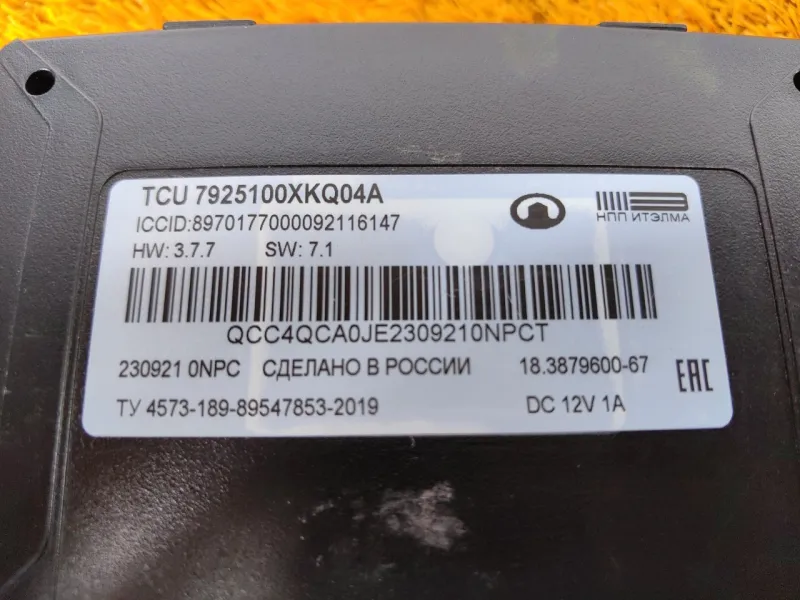 TCU 7925100XKQ04A
ICCID:8970177000092116147
НПП ИТЭЛМА
HW: 3.7.7 SW: 7.1
QCC4QCA0JE2309210NPCT
230921 0NPC СДЕЛАНО В РОССИИ 18.3879600-67
EAC
ТУ 4573-189-89547853-2019 DC 12V 1A